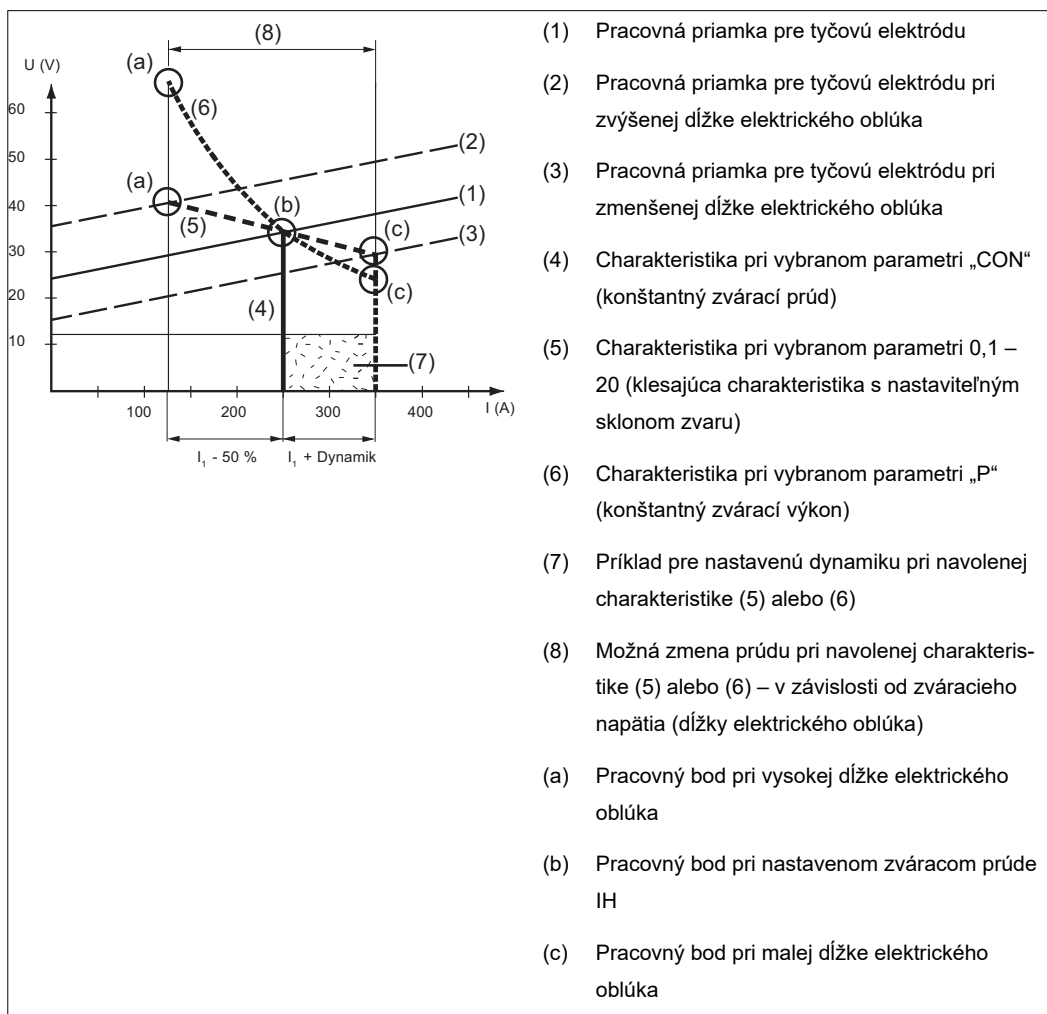 (8)
(a)
U (V)
(6)
60
(2)
50
(a)
(b)
(1)
40
(5)
(c)
(3)
30
20
(4)
(c)
10
(7)
100
200
300
400
I (A)
I₁ - 50 %
I₁ + Dynamik
(1) Pracovná priamka pre tyčovú elektródu
(2) Pracovná priamka pre tyčovú elektródu pri
zvýšenej dĺžke elektrického oblúka
(3) Pracovná priamka pre tyčovú elektródu pri
zmenšenej dĺžke elektrického oblúka
(4) Charakteristika pri vybranom parametri „CON“
(konštantný zvárací prúd)
(5) Charakteristika pri vybranom parametri 0,1 –
20 (klesajúca charakteristika s nastaviteľným
sklonom zvaru)
(6) Charakteristika pri vybranom parametri „P“
(konštantný zvárací výkon)
(7) Príklad pre nastavenú dynamiku pri navolenej
charakteristike (5) alebo (6)
(8) Možná zmena prúdu pri navolenej charakteris-
tike (5) alebo (6) – v závislosti od zváracieho
napätia (dĺžky elektrického oblúka)
(a) Pracovný bod pri vysokej dĺžke elektrického
oblúka
(b) Pracovný bod pri nastavenom zváracom prúde
IH
(c) Pracovný bod pri malej dĺžke elektrického
oblúka